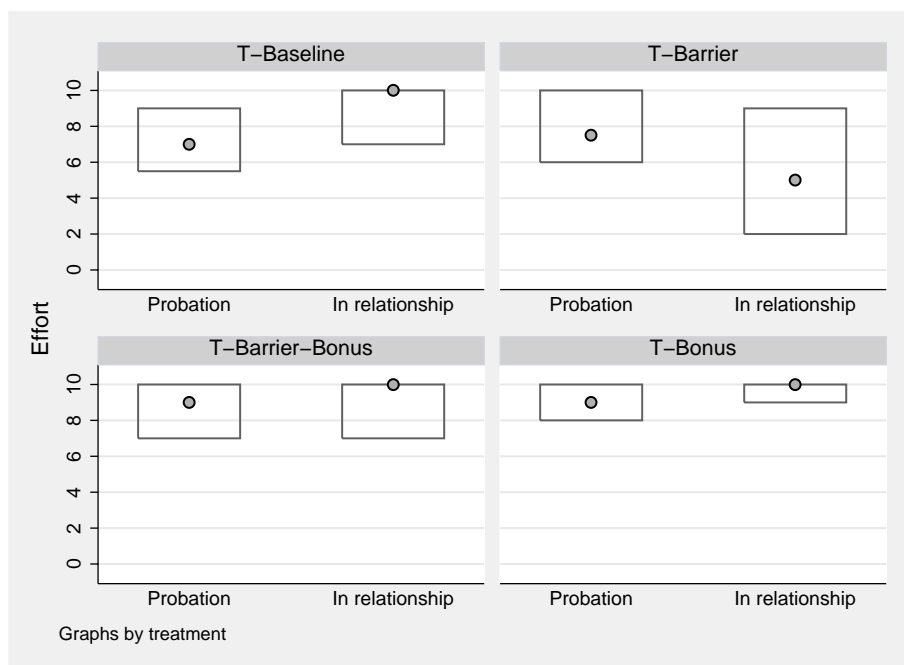 T−Baseline
T−Barrier
10
8
6
4
2
0
Probation
In relationship
Probation
In relationship
Effort
T−Barrier−Bonus
T−Bonus
10
8
6
4
2
0
Probation
In relationship
Probation
In relationship
Graphs by treatment